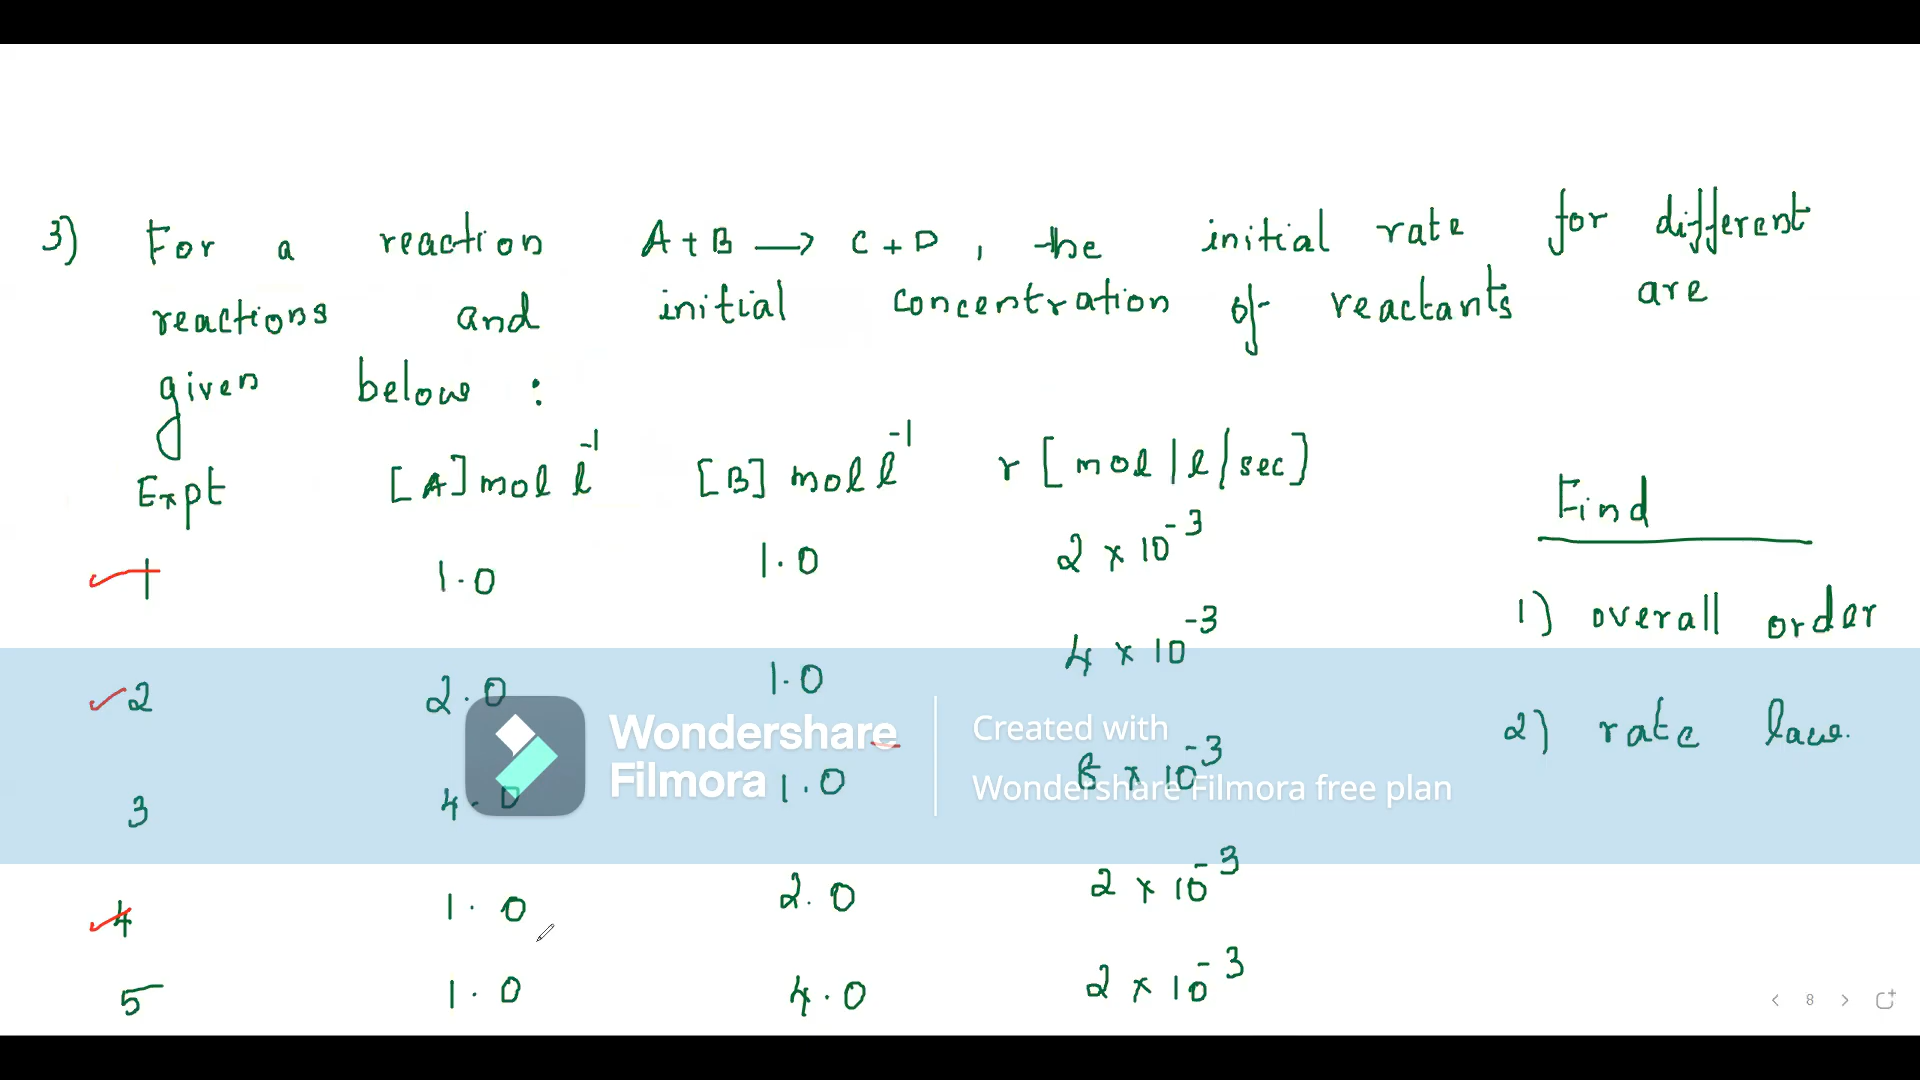 3) For a reaction A + B ⟶ C + D , the initial rate for different
reactions and initial concentration of reactants are
given below :
Expt [A] mol l⁻¹ [B] mol l⁻¹ r [mol/l/sec]
1 1.0 1.0 2 × 10⁻³
2 2.0 1.0 4 × 10⁻³
3 4.0 1.0 8 × 10⁻³
4 1.0 2.0 2 × 10⁻³
5 1.0 4.0 2 × 10⁻³
Find
1) overall order
2) rate law.
Wondershare
Filmora
Created with
Wondershare Filmora free plan
8